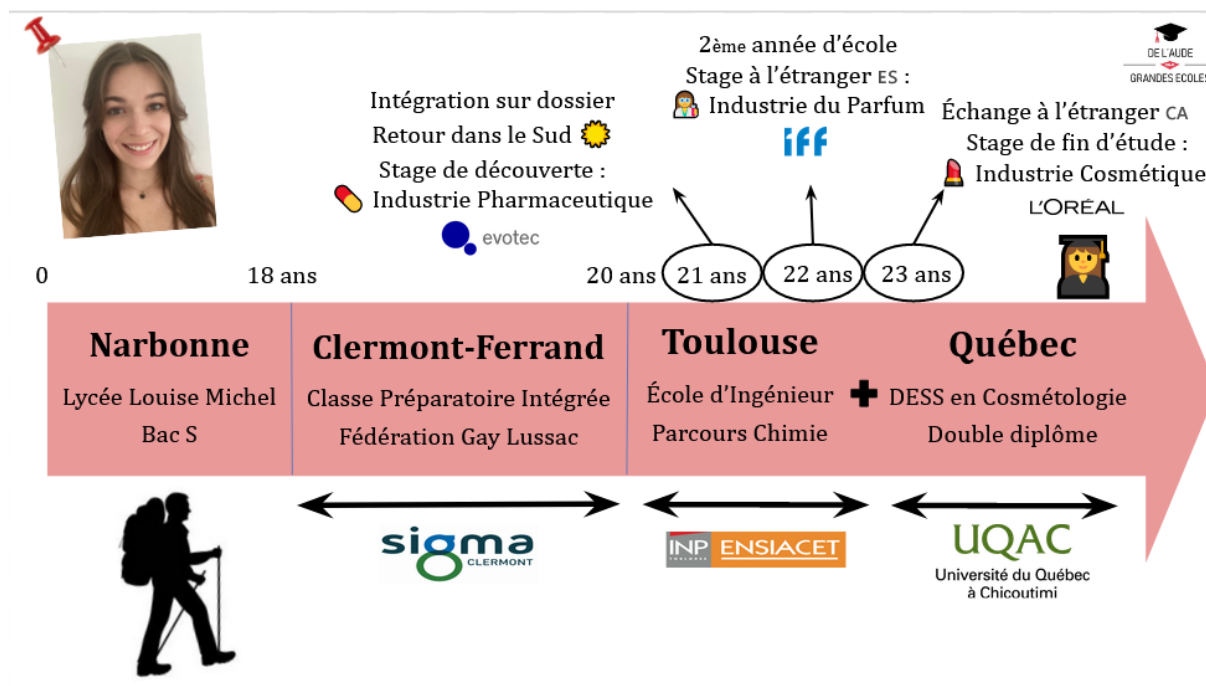 DE L'AUDE
AUX
GRANDES ECOLES
2ème année d'école
Stage à l'étranger ES :
Industrie du Parfum
iff
Intégration sur dossier
Retour dans le Sud
Stage de découverte :
Industrie Pharmaceutique
evotec
Échange à l'étranger CA
Stage de fin d'étude :
Industrie Cosmétique
L'ORÉAL
0
18 ans
20 ans
21 ans
22 ans
23 ans
Narbonne
Lycée Louise Michel
Bac S
Clermont-Ferrand
Classe Préparatoire Intégrée
Fédération Gay Lussac
Toulouse
École d'Ingénieur
Parcours Chimie
Québec
DESS en Cosmétologie
Double diplôme
sigma
CLERMONT
INP ENSIACET
TOULOUSE
UQAC
Université du Québec
à Chicoutimi